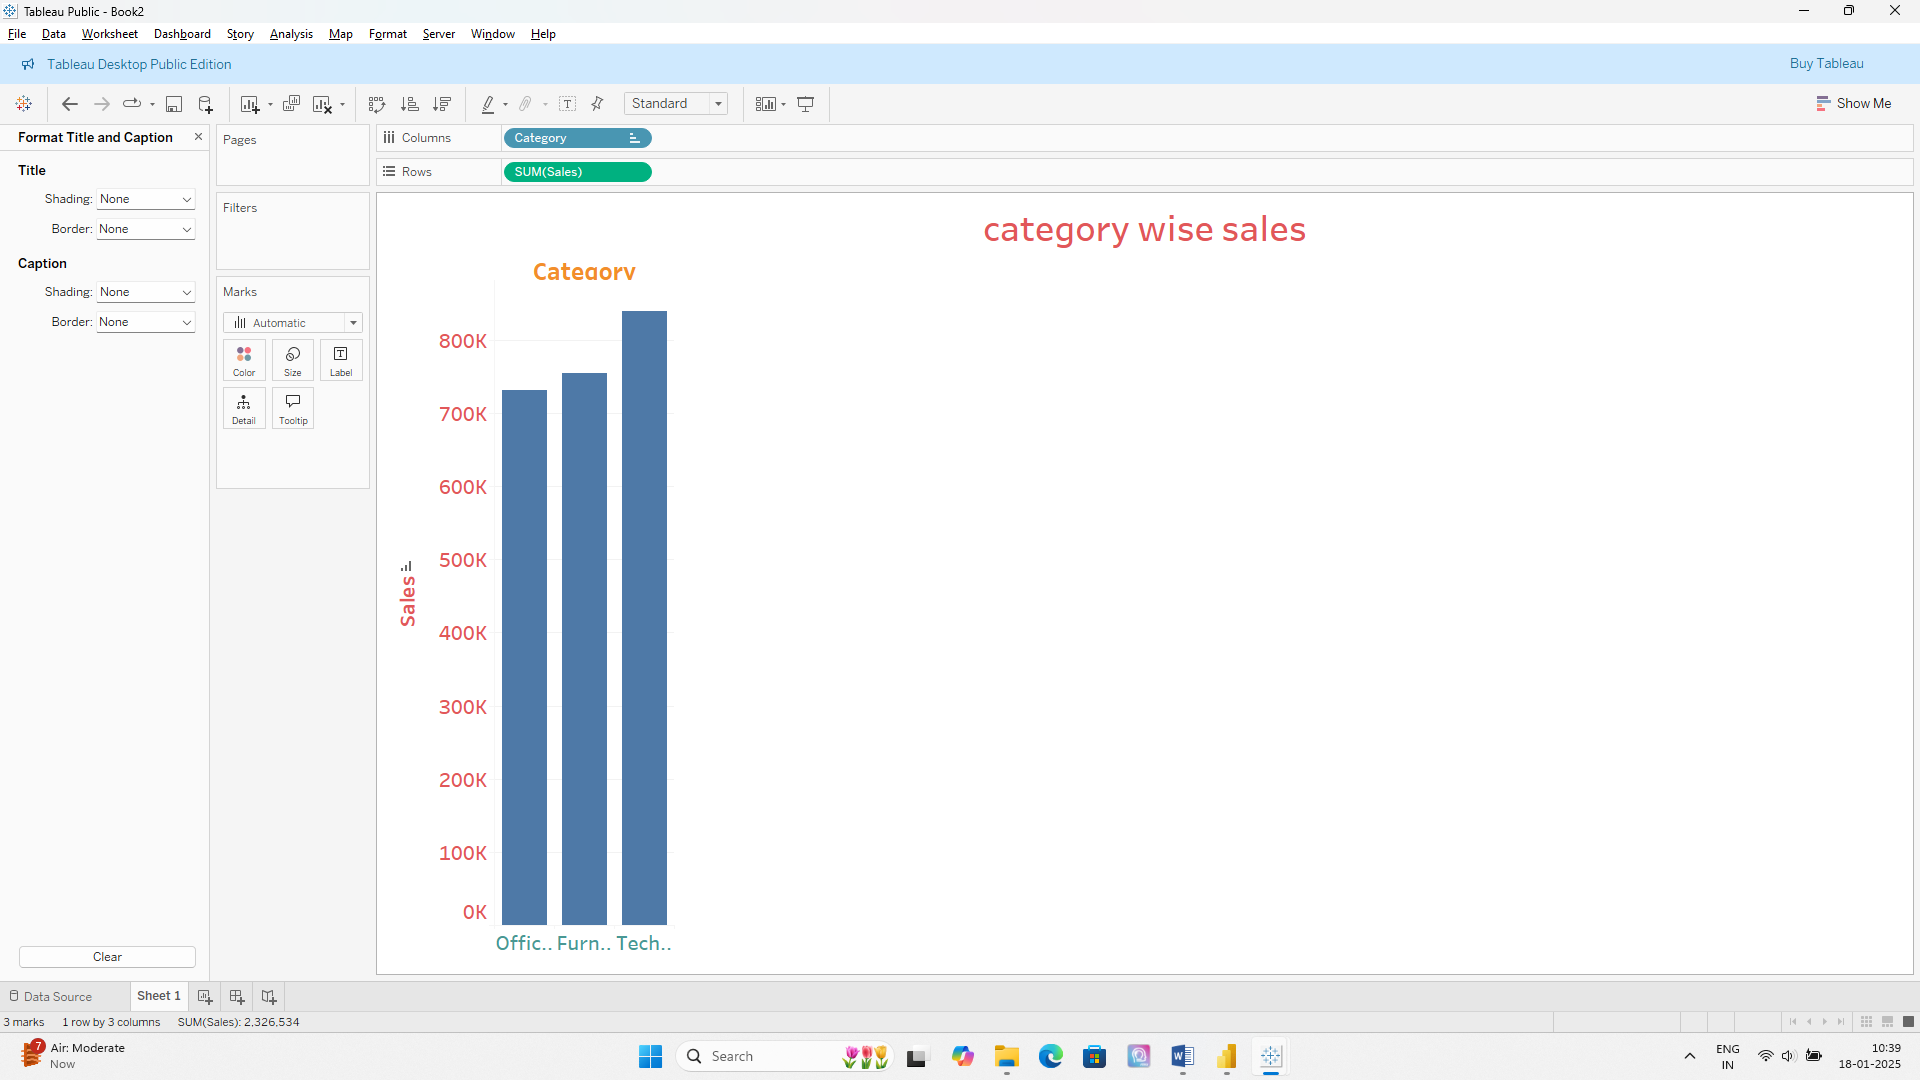 Tableau Public - Book2
File Data Worksheet Dashboard Story Analysis Map Format Server Window Help
Tableau Desktop Public Edition
Buy Tableau
Standard
Show Me
Format Title and Caption
Title
Shading: None
Border: None
Caption
Shading: None
Border: None
Clear
Pages
Filters
Marks
Automatic
Color Size Label
Detail Tooltip
Columns Category
Rows SUM(Sales)
category wise sales
Category
800K
700K
600K
500K
400K
300K
200K
100K
0K
Sales
Offic.. Furn.. Tech..
Data Source Sheet 1
3 marks 1 row by 3 columns SUM(Sales): 2,326,534
7
Air: Moderate
Now
Search
ENG
IN
10:39
18-01-2025